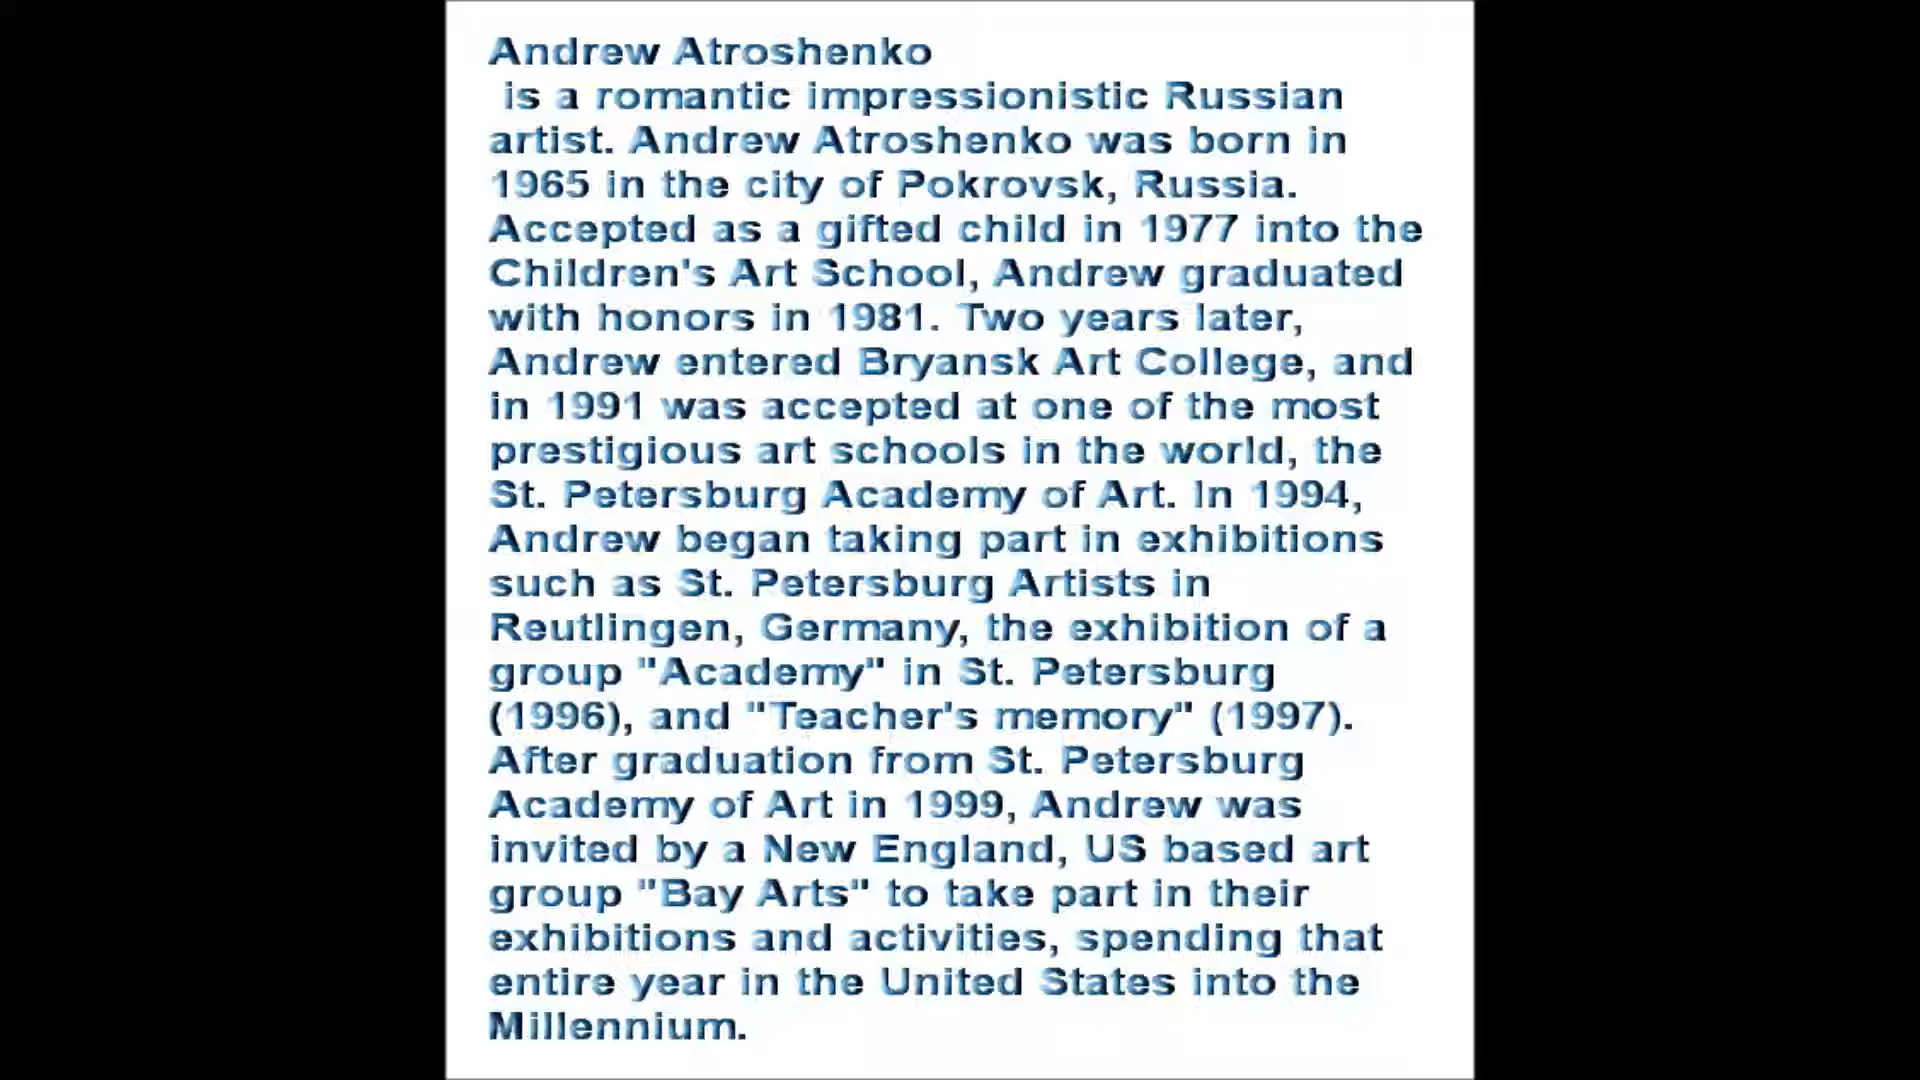 Andrew Atroshenko
is a romantic impressionistic Russian
artist. Andrew Atroshenko was born in
1965 in the city of Pokrovsk, Russia.
Accepted as a gifted child in 1977 into the
Children's Art School, Andrew graduated
with honors in 1981. Two years later,
Andrew entered Bryansk Art College, and
in 1991 was accepted at one of the most
prestigious art schools in the world, the
St. Petersburg Academy of Art. In 1994,
Andrew began taking part in exhibitions
such as St. Petersburg Artists in
Reutlingen, Germany, the exhibition of a
group "Academy" in St. Petersburg
(1996), and "Teacher's memory" (1997).
After graduation from St. Petersburg
Academy of Art in 1999, Andrew was
invited by a New England, US based art
group "Bay Arts" to take part in their
exhibitions and activities, spending that
entire year in the United States into the
Millennium.